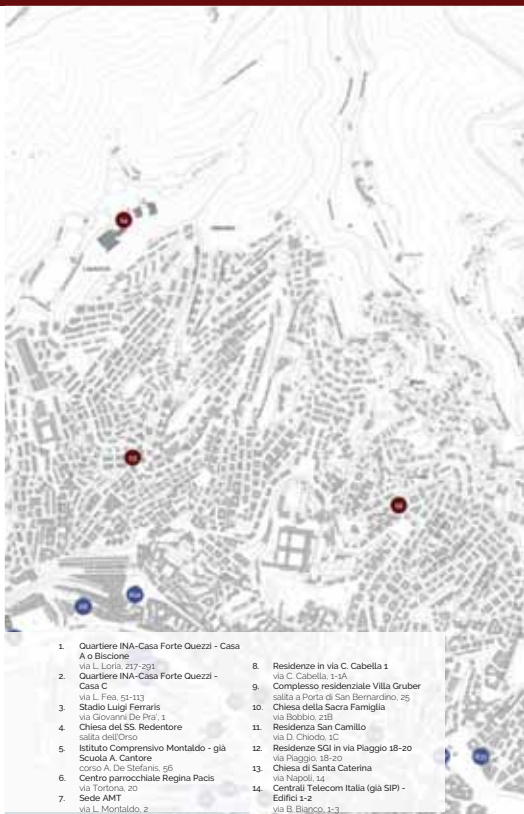 1. Quartiere INA-Casa Forte Quezzi - Casa
A o Biscione
via L. Loria, 217-291
2. Quartiere INA-Casa Forte Quezzi -
Casa C
via L. Fea, 51-113
3. Stadio Luigi Ferraris
via Giovanni De Pra', 1
4. Chiesa del SS. Redentore
salita dell'Orso
5. Istituto Comprensivo Montaldo - già
Scuola A. Cantore
corso A. De Stefanis, 56
6. Centro parrocchiale Regina Pacis
via Tortona, 20
7. Sede AMT
via L. Montaldo, 2
8. Residenze in via C. Cabella 1
via C. Cabella, 1-1A
9. Complesso residenziale Villa Gruber
salita a Porta di San Bernardino, 25
10. Chiesa della Sacra Famiglia
via Bobbio, 21B
11. Residenza San Camillo
via D. Chiodo, 1C
12. Residenze SGI in via Piaggio 18-20
via Piaggio, 18-20
13. Chiesa di Santa Caterina
via Napoli, 14
14. Centrali Telecom Italia (già SIP) -
Edifici 1-2
via B. Bianco, 1-3